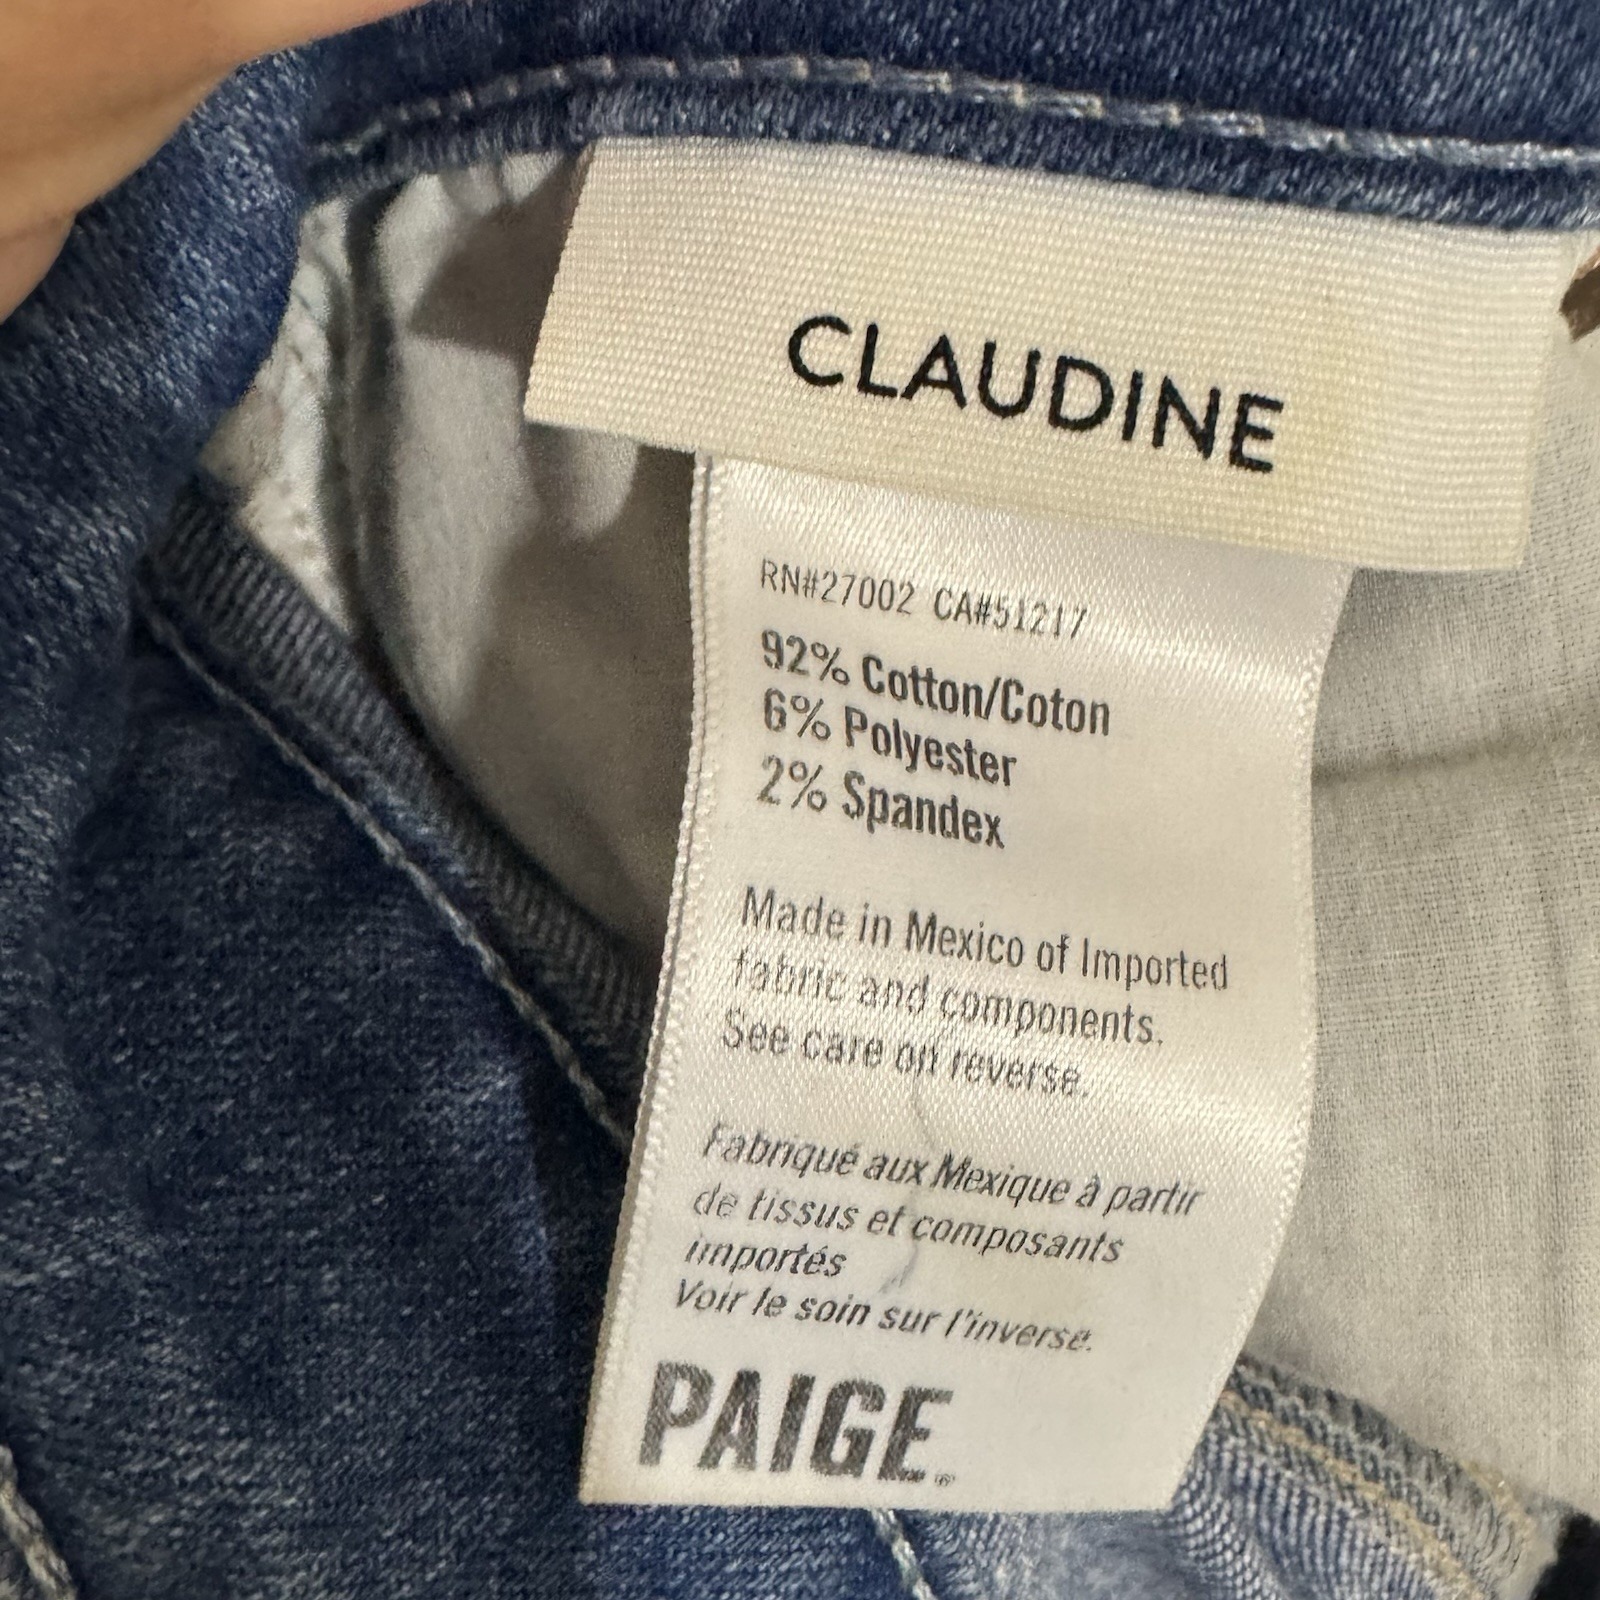 CLAUDINE
RN#27002 CA#51217
92% Cotton/Coton
6% Polyester
2% Spandex
Made in Mexico of Imported
fabric and components.
See care on reverse.
Fabriqué aux Mexique à partir
de tissus et composants
importés
Voir le soin sur l'inverse.
PAIGE